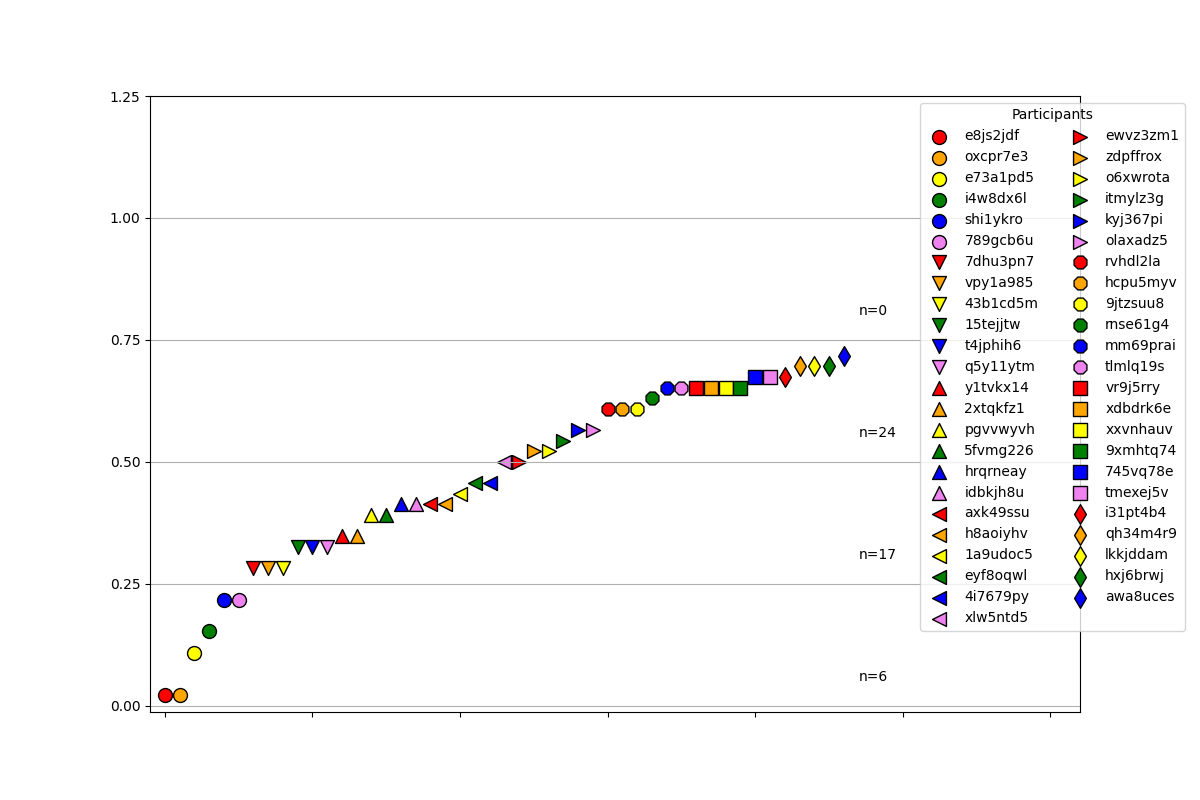 1.25
1.00
0.75
0.50
0.25
0.00
n=0
n=24
n=17
n=6
Participants
e8js2jdf
oxcpr7e3
e73a1pd5
i4w8dx6l
shi1ykro
789gcb6u
7dhu3pn7
vpy1a985
43b1cd5m
15tejjtw
t4jphih6
q5y11ytm
y1tvkx14
2xtqkfz1
pgvvwyvh
5fvmg226
hrqrneay
idbkjh8u
axk49ssu
h8aoiyhv
1a9udoc5
eyf8oqwl
4i7679py
xlw5ntd5
ewvz3zm1
zdpffrox
o6xwrota
itmylz3g
kyj367pi
olaxadz5
rvhdl2la
hcpu5myv
9jtzsuu8
rnse61g4
mm69prai
tlmlq19s
vr9j5rry
xdbdrk6e
xxvnhauv
9xmhtq74
745vq78e
tmexej5v
i31pt4b4
qh34m4r9
lkkjddam
hxj6brwj
awa8uces